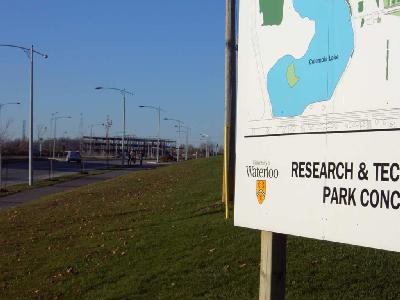 Columbia Lake
University of
Waterloo
RESEARCH & TEC
PARK CONC